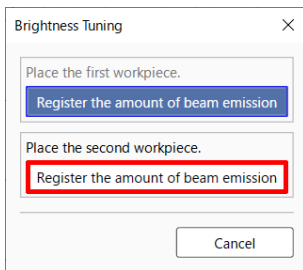 Brightness Tuning
Place the first workpiece.
Register the amount of beam emission
Place the second workpiece.
Register the amount of beam emission
Cancel